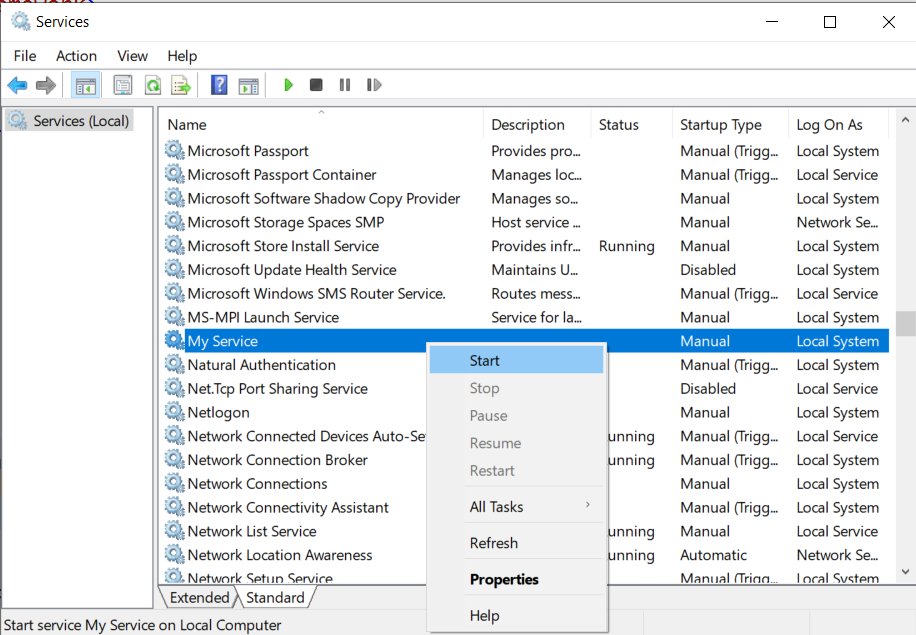 Services
File Action View Help
Services (Local)
Name Description Status Startup Type Log On As
Microsoft Passport Provides pro... Manual (Trigg... Local System
Microsoft Passport Container Manages loc... Manual (Trigg... Local Service
Microsoft Software Shadow Copy Provider Manages so... Manual Local System
Microsoft Storage Spaces SMP Host service ... Manual Network Se...
Microsoft Store Install Service Provides infr... Running Manual Local System
Microsoft Update Health Service Maintains U... Disabled Local System
Microsoft Windows SMS Router Service. Routes mess... Manual (Trigg... Local Service
MS-MPI Launch Service Service for la... Manual Local System
My Service Manual Local System
Natural Authentication Manual (Trigg... Local System
Net.Tcp Port Sharing Service Disabled Local Service
Netlogon Manual Local System
Network Connected Devices Auto-Se unning Manual (Trigg... Local Service
Network Connection Broker unning Manual (Trigg... Local System
Network Connections Manual Local System
Network Connectivity Assistant Manual (Trigg... Local System
Network List Service unning Manual Local Service
Network Location Awareness unning Automatic Network Se...
Network Setup Service Manual (Trigg... Local System
Start
Stop
Pause
Resume
Restart
All Tasks
Refresh
Properties
Help
Extended Standard
Start service My Service on Local Computer